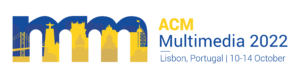 ACM
Multimedia 2022
Lisbon, Portugal | 10-14 October